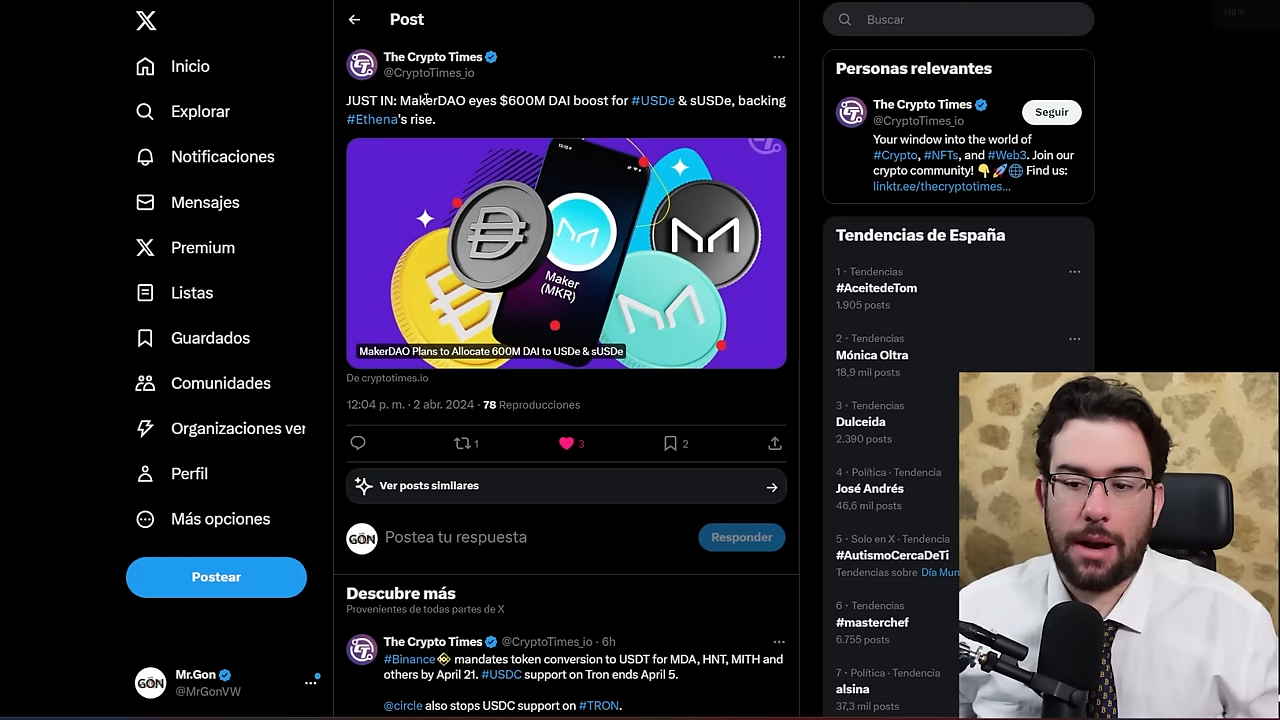 110 %
Post
Buscar
Inicio
Explorar
Notificaciones
Mensajes
Premium
Listas
Guardados
Comunidades
Organizaciones ver
Perfil
Más opciones
Postear
Mr.Gon
@MrGonVW
The Crypto Times
@CryptoTimes_io
JUST IN: MakerDAO eyes $600M DAI boost for #USDe & sUSDe, backing
#Ethena's rise.
Maker
(MKR)
MakerDAO Plans to Allocate 600M DAI to USDe & sUSDe
De cryptotimes.io
12:04 p. m. · 2 abr. 2024 · 78 Reproducciones
1
3
2
Ver posts similares
GON
Postea tu respuesta
Responder
Descubre más
Provenientes de todas partes de X
The Crypto Times @CryptoTimes_io · 6h
#Binance mandates token conversion to USDT for MDA, HNT, MITH and
others by April 21. #USDC support on Tron ends April 5.
@circle also stops USDC support on #TRON.
Personas relevantes
The Crypto Times
@CryptoTimes_io
Seguir
Your window into the world of
#Crypto, #NFTs, and #Web3. Join our
crypto community! 👇🚀🌐 Find us:
linktr.ee/thecryptotimes...
Tendencias de España
1 · Tendencias
#AceitedeTom
1.905 posts
2 · Tendencias
Mónica Oltra
18,9 mil posts
3 · Tendencias
Dulceida
2.390 posts
4 · Política · Tendencia
José Andrés
46,6 mil posts
5 · Solo en X · Tendencia
#AutismoCercaDeTi
Tendencias sobre Día Mun
6 · Tendencias
#masterchef
6.755 posts
7 · Política · Tendencia
alsina
37,3 mil posts
GON